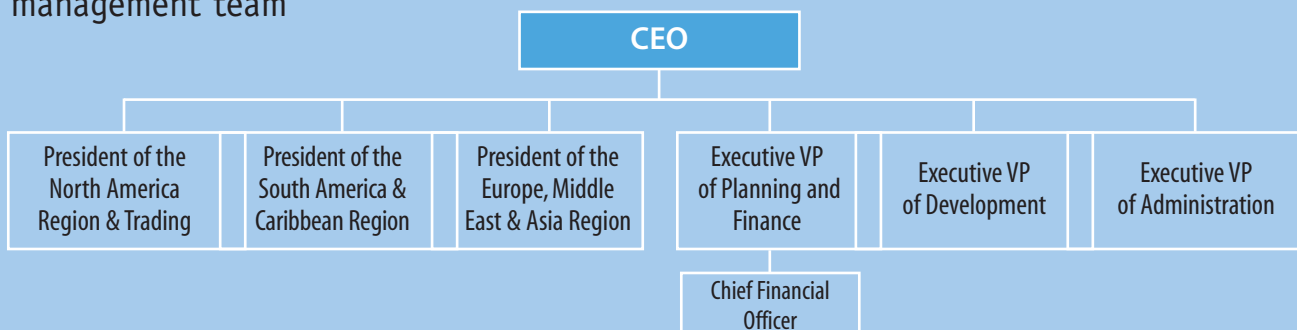 management team
CEO
President of the
North America
Region & Trading
President of the
South America &
Caribbean Region
President of the
Europe, Middle
East & Asia Region
Executive VP
of Planning and
Finance
Executive VP
of Development
Executive VP
of Administration
Chief Financial
Officer